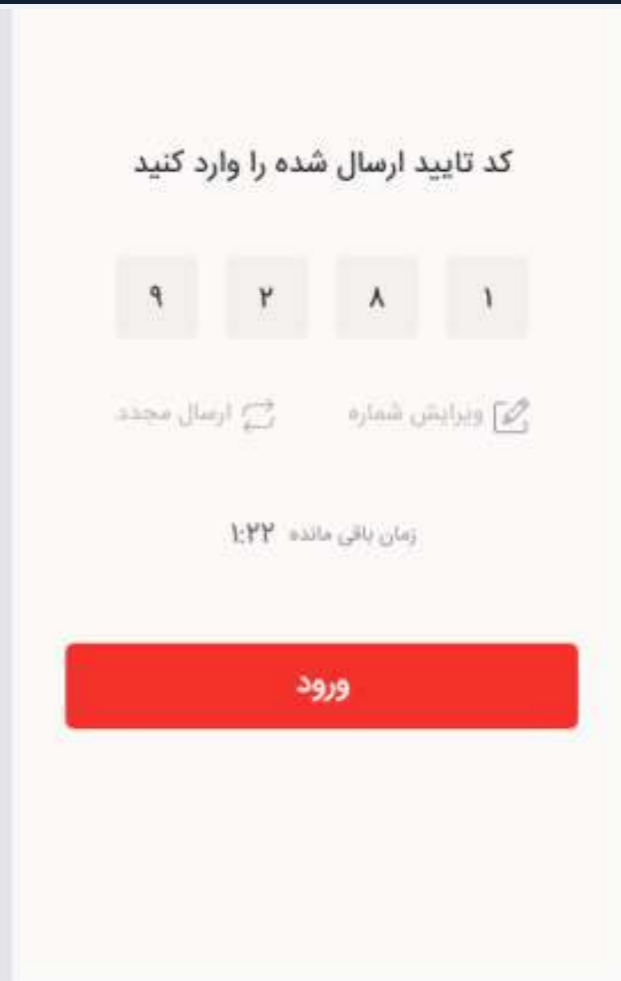 کد تایید ارسال شده را وارد کنید
۹ ۲ ۸ ۱
ویرایش شماره ارسال مجدد
زمان باقی مانده ۱:۲۲
ورود